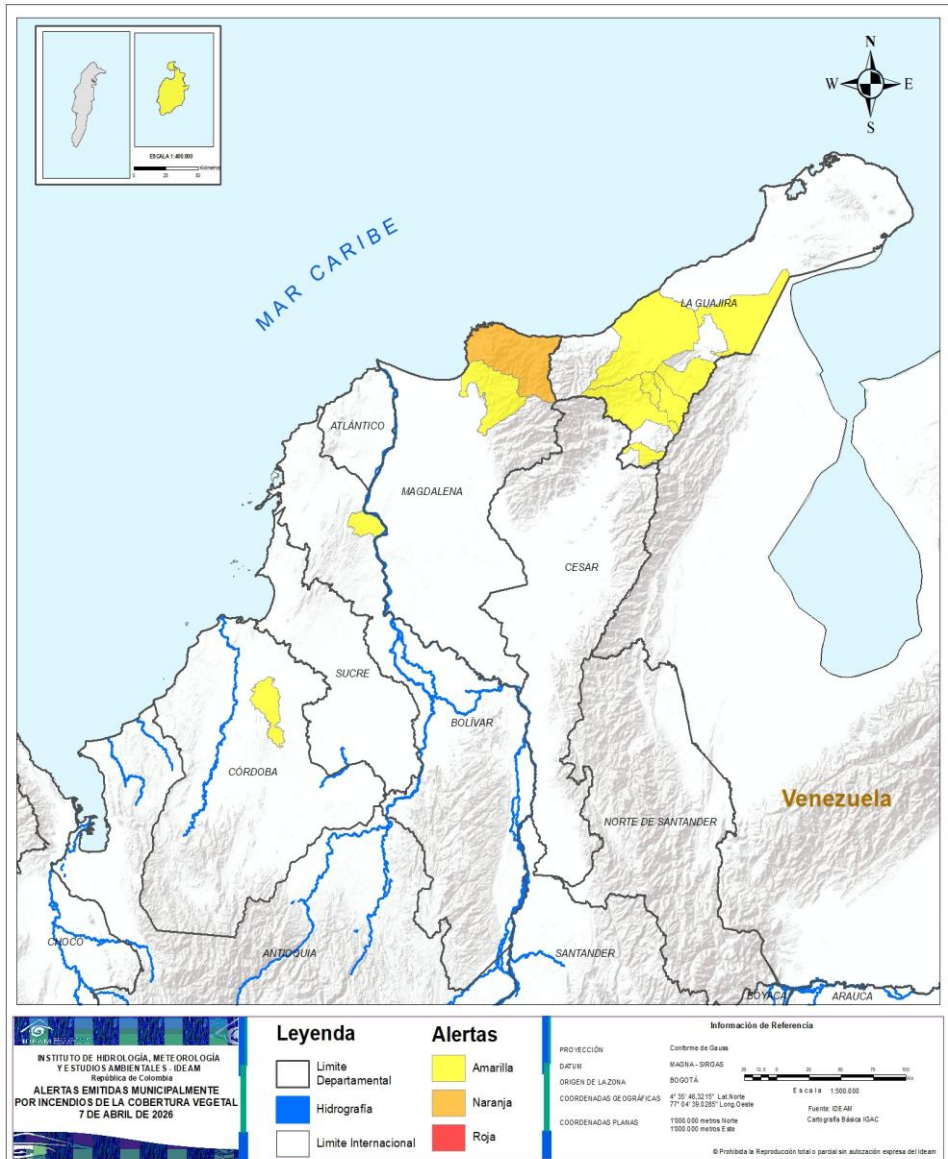 ESCALA 1:400.000
Kilómetros
0 20 30
N
W E
S
MAR CARIBE
LA GUAJIRA
ATLÁNTICO
MAGDALENA
CESAR
SUCRE
BOLÍVAR
CÓRDOBA
Venezuela
NORTE DE SANTANDER
CHOCO
ANTIOQUIA
SANTANDER
BOYACÁ
ARAUCA
IDEAM
INSTITUTO DE HIDROLOGÍA, METEOROLOGÍA
Y ESTUDIOS AMBIENTALES - IDEAM
República de Colombia
ALERTAS EMITIDAS MUNICIPALMENTE
POR INCENDIOS DE LA COBERTURA VEGETAL
7 DE ABRIL DE 2026
Leyenda
Limite
Departamental
Hidrografía
Limite Internacional
Alertas
Amarilla
Naranja
Roja
Información de Referencia
PROYECCIÓN Conforme de Gauss
DATUM MAGNA - SIRGAS
ORIGEN DE LA ZONA BOGOTÁ
COORDENADAS GEOGRÁFICAS 4° 35' 46,3215" Lat.Norte
77° 04' 39,0285" Long.Oeste
COORDENADAS PLANAS 1'000.000 metros Norte
1'000.000 metros Este
Escala 1:500.000
Fuente: IDEAM
Cartografía Básica IGAC
© Prohibida la Reproducción total o parcial sin autorización expresa del Ideam